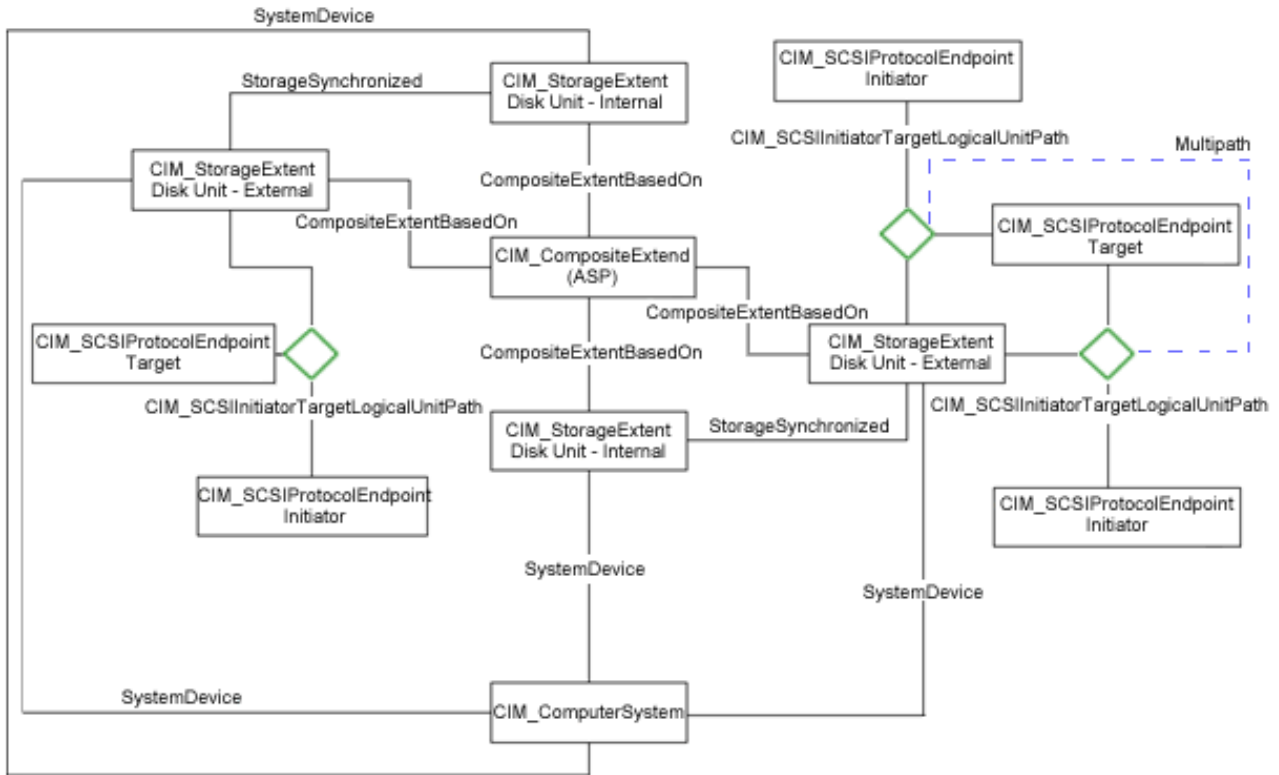 SystemDevice
CIM_StorageExtent
Disk Unit - Internal
StorageSynchronized
CIM_SCSIProtocolEndpoint
Initiator
CIM_SCSIInitiatorTargetLogicalUnitPath
Multipath
CIM_StorageExtent
Disk Unit - External
CompositeExtentBasedOn
CompositeExtentBasedOn
CIM_SCSIProtocolEndpoint
Target
CIM_CompositeExtend
(ASP)
CompositeExtentBasedOn
CIM_SCSIProtocolEndpoint
Target
CompositeExtentBasedOn
CIM_StorageExtent
Disk Unit - External
CIM_SCSIInitiatorTargetLogicalUnitPath
CIM_SCSIInitiatorTargetLogicalUnitPath
CIM_StorageExtent
Disk Unit - Internal
StorageSynchronized
CIM_SCSIProtocolEndpoint
Initiator
CIM_SCSIProtocolEndpoint
Initiator
SystemDevice
SystemDevice
SystemDevice
CIM_ComputerSystem